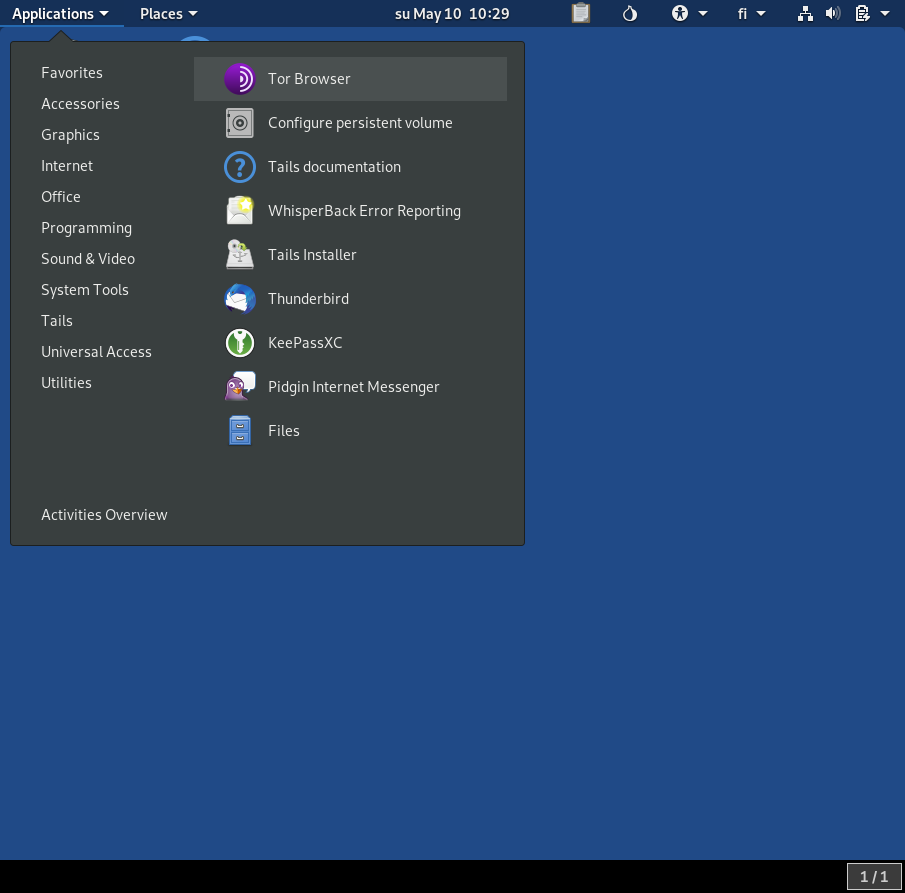 Applications Places su May 10 10:29 fi
Favorites
Accessories
Graphics
Internet
Office
Programming
Sound & Video
System Tools
Tails
Universal Access
Utilities
Activities Overview
Tor Browser
Configure persistent volume
Tails documentation
WhisperBack Error Reporting
Tails Installer
Thunderbird
KeePassXC
Pidgin Internet Messenger
Files
1 / 1